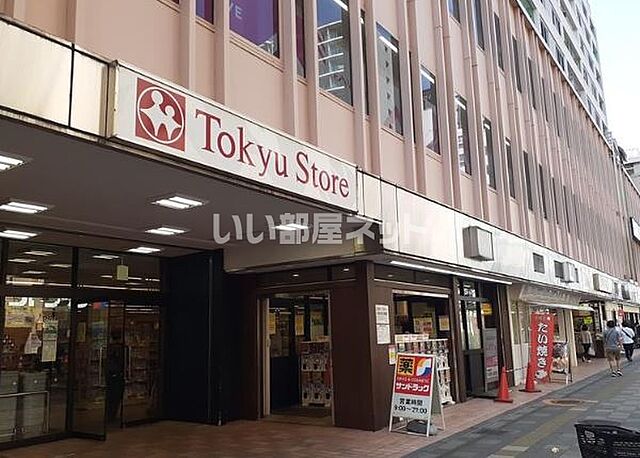 Tokyu Store
いい部屋ネット
薬
サンドラッグ
営業時間
9:00～21:00
たい焼き